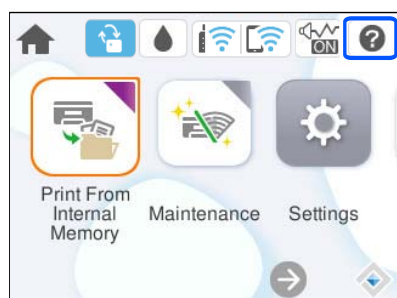 ON
?
Print From
Internal
Memory
Maintenance
Settings